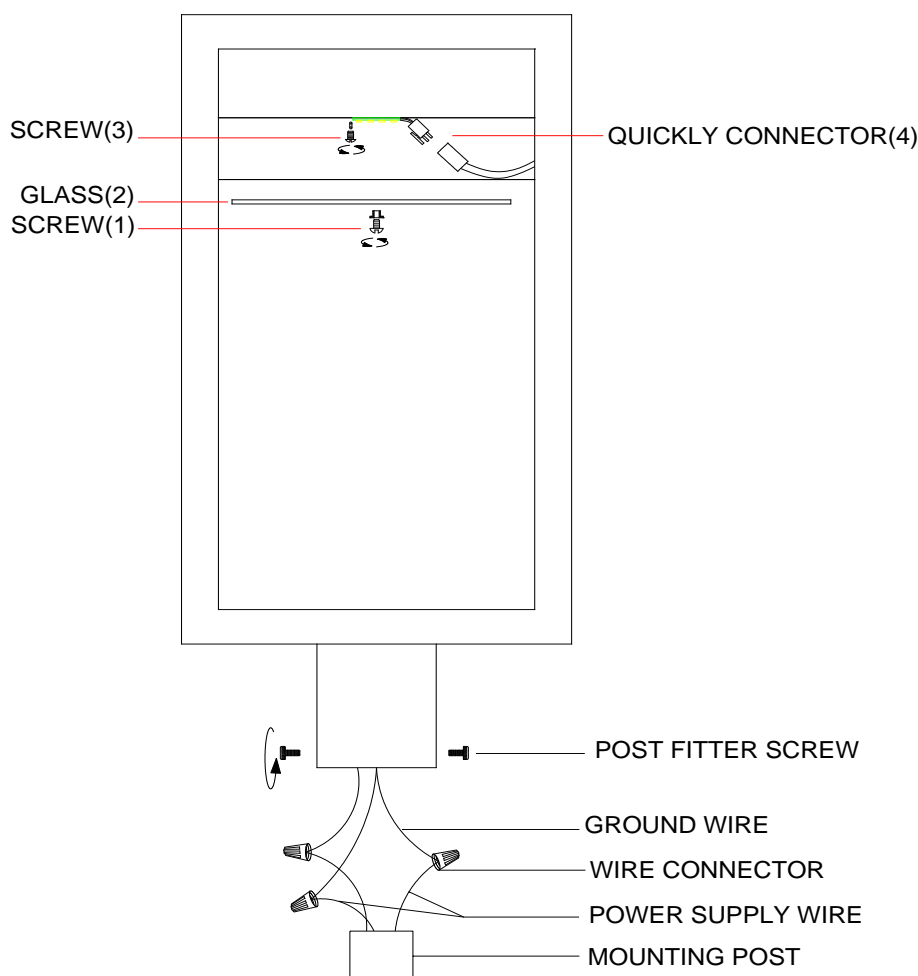 SCREW(3)
QUICKLY CONNECTOR(4)
GLASS(2)
SCREW(1)
POST FITTER SCREW
GROUND WIRE
WIRE CONNECTOR
POWER SUPPLY WIRE
MOUNTING POST